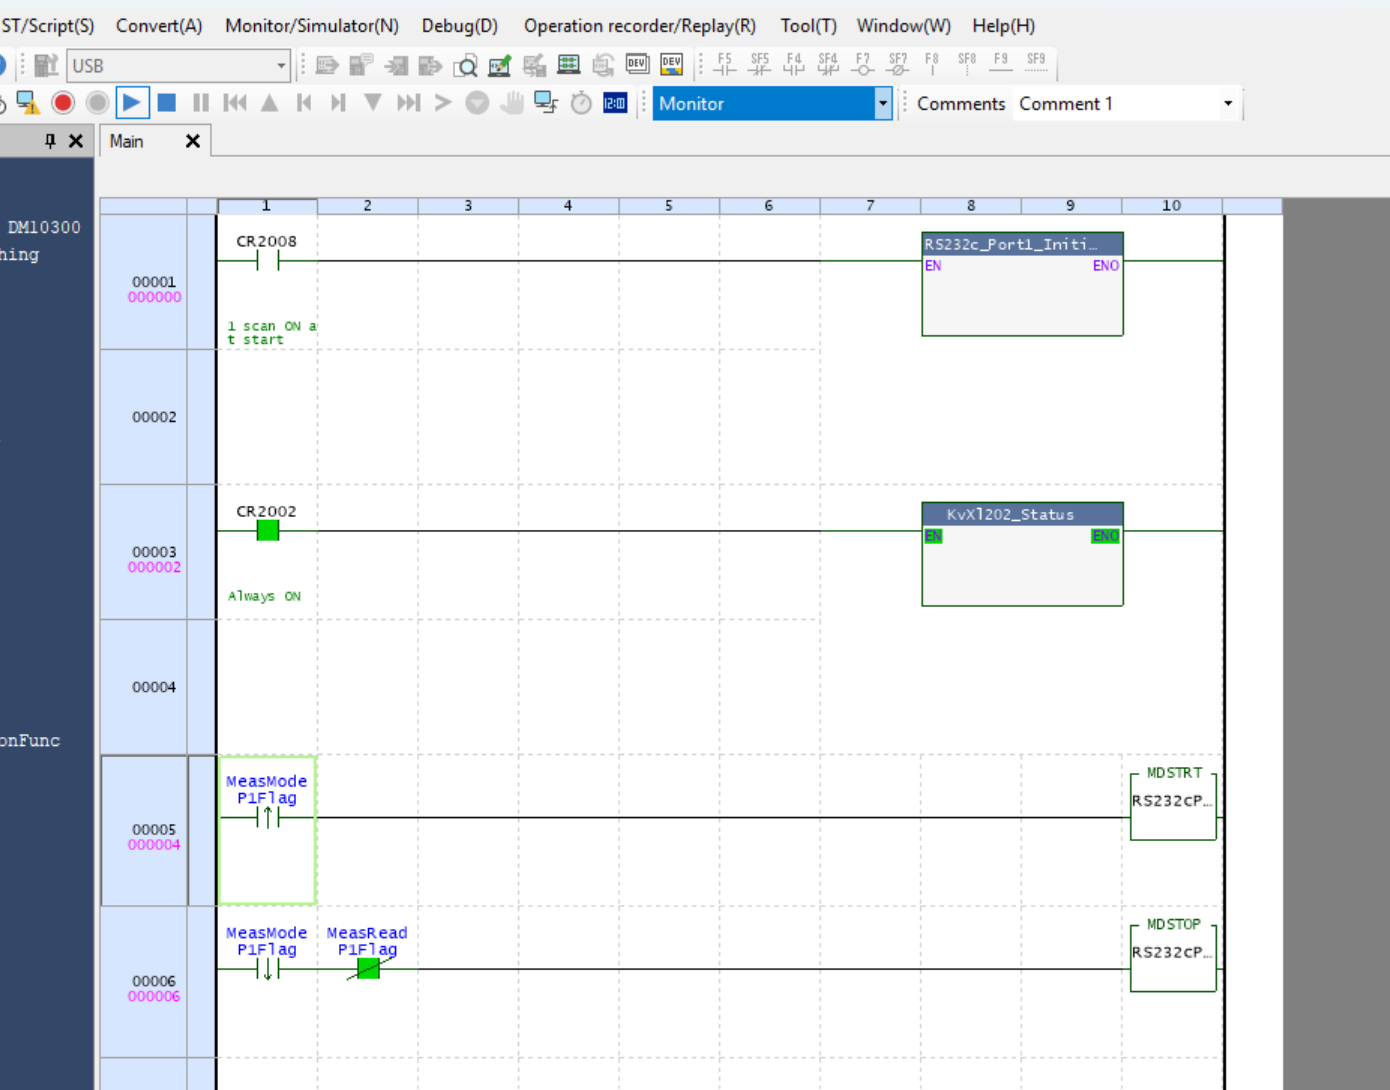 ST/Script(S) Convert(A) Monitor/Simulator(N) Debug(D) Operation recorder/Replay(R) Tool(T) Window(W) Help(H)
USB DEV DEV F5 SF5 F4 SF4 F7 SF7 F8 SF8 F9 SF9
Monitor Comments Comment 1
Main
DM10300
hing
onFunc
1 2 3 4 5 6 7 8 9 10
CR2008
RS232c_Port1_Initi...
EN ENO
00001
000000
1 scan ON a
t start
00002
CR2002
KvXl202_Status
EN ENO
00003
000002
Always ON
00004
MeasMode
P1Flag
MDSTRT
RS232cP...
00005
000004
MeasMode
P1Flag
MeasRead
P1Flag
MDSTOP
RS232cP...
00006
000006